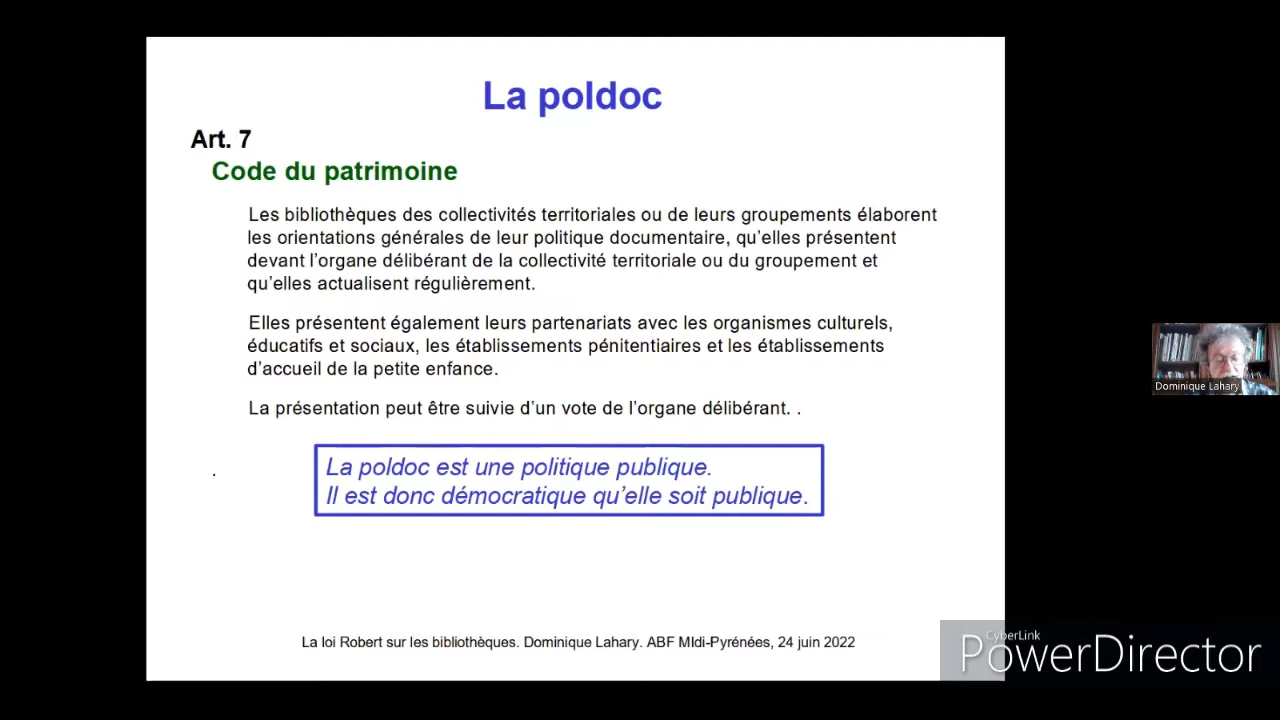 La poldoc
Art. 7
Code du patrimoine
Les bibliothèques des collectivités territoriales ou de leurs groupements élaborent
les orientations générales de leur politique documentaire, qu’elles présentent
devant l’organe délibérant de la collectivité territoriale ou du groupement et
qu’elles actualisent régulièrement.
Elles présentent également leurs partenariats avec les organismes culturels,
éducatifs et sociaux, les établissements pénitentiaires et les établissements
d’accueil de la petite enfance.
La présentation peut être suivie d’un vote de l’organe délibérant. .
.
La poldoc est une politique publique.
Il est donc démocratique qu’elle soit publique.
La loi Robert sur les bibliothèques. Dominique Lahary. ABF MIdi-Pyrénées, 24 juin 2022
Dominique Lahary
CyberLink
PowerDirector